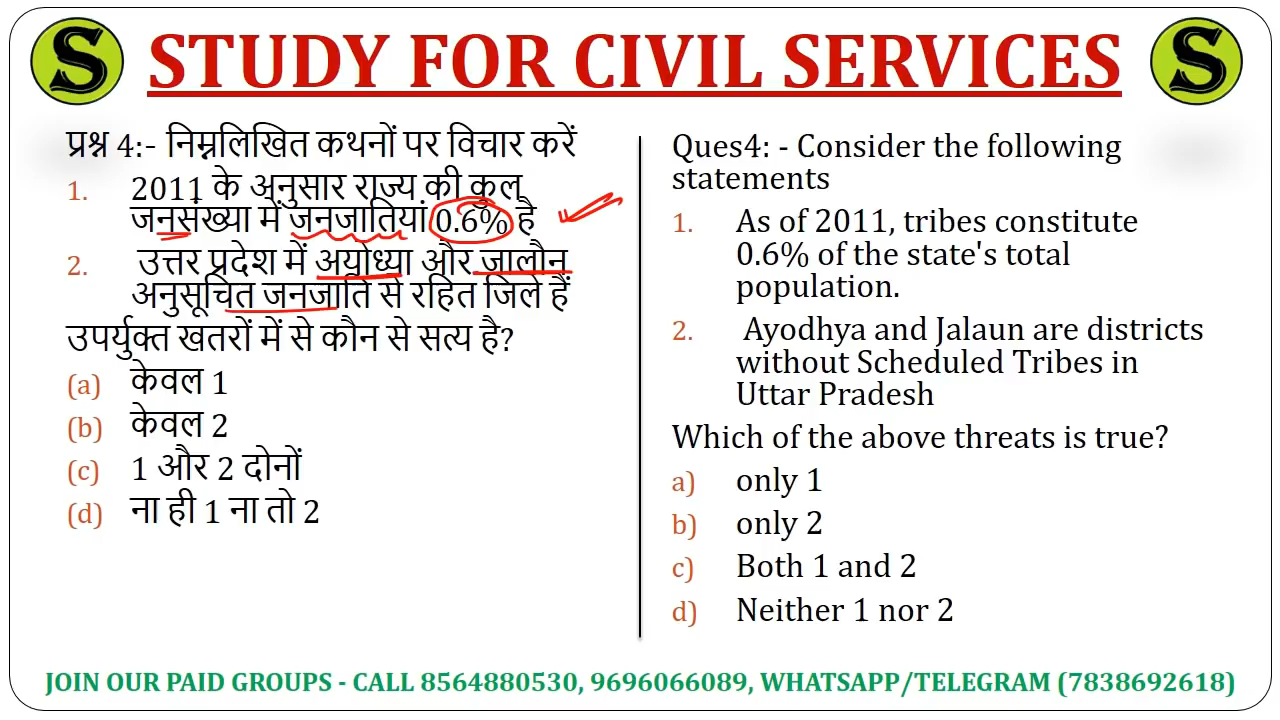 S STUDY FOR CIVIL SERVICES S
प्रश्न 4:- निम्नलिखित कथनों पर विचार करें
1. 2011 के अनुसार राज्य की कुल
जनसंख्या में जनजातियां 0.6% है
2. उत्तर प्रदेश में अयोध्या और जालौन
अनुसूचित जनजाति से रहित जिले हैं
उपर्युक्त खतरों में से कौन से सत्य है?
(a) केवल 1
(b) केवल 2
(c) 1 और 2 दोनों
(d) ना ही 1 ना तो 2
Ques4: - Consider the following
statements
1. As of 2011, tribes constitute
0.6% of the state's total
population.
2. Ayodhya and Jalaun are districts
without Scheduled Tribes in
Uttar Pradesh
Which of the above threats is true?
a) only 1
b) only 2
c) Both 1 and 2
d) Neither 1 nor 2
JOIN OUR PAID GROUPS - CALL 8564880530, 9696066089, WHATSAPP/TELEGRAM (7838692618)